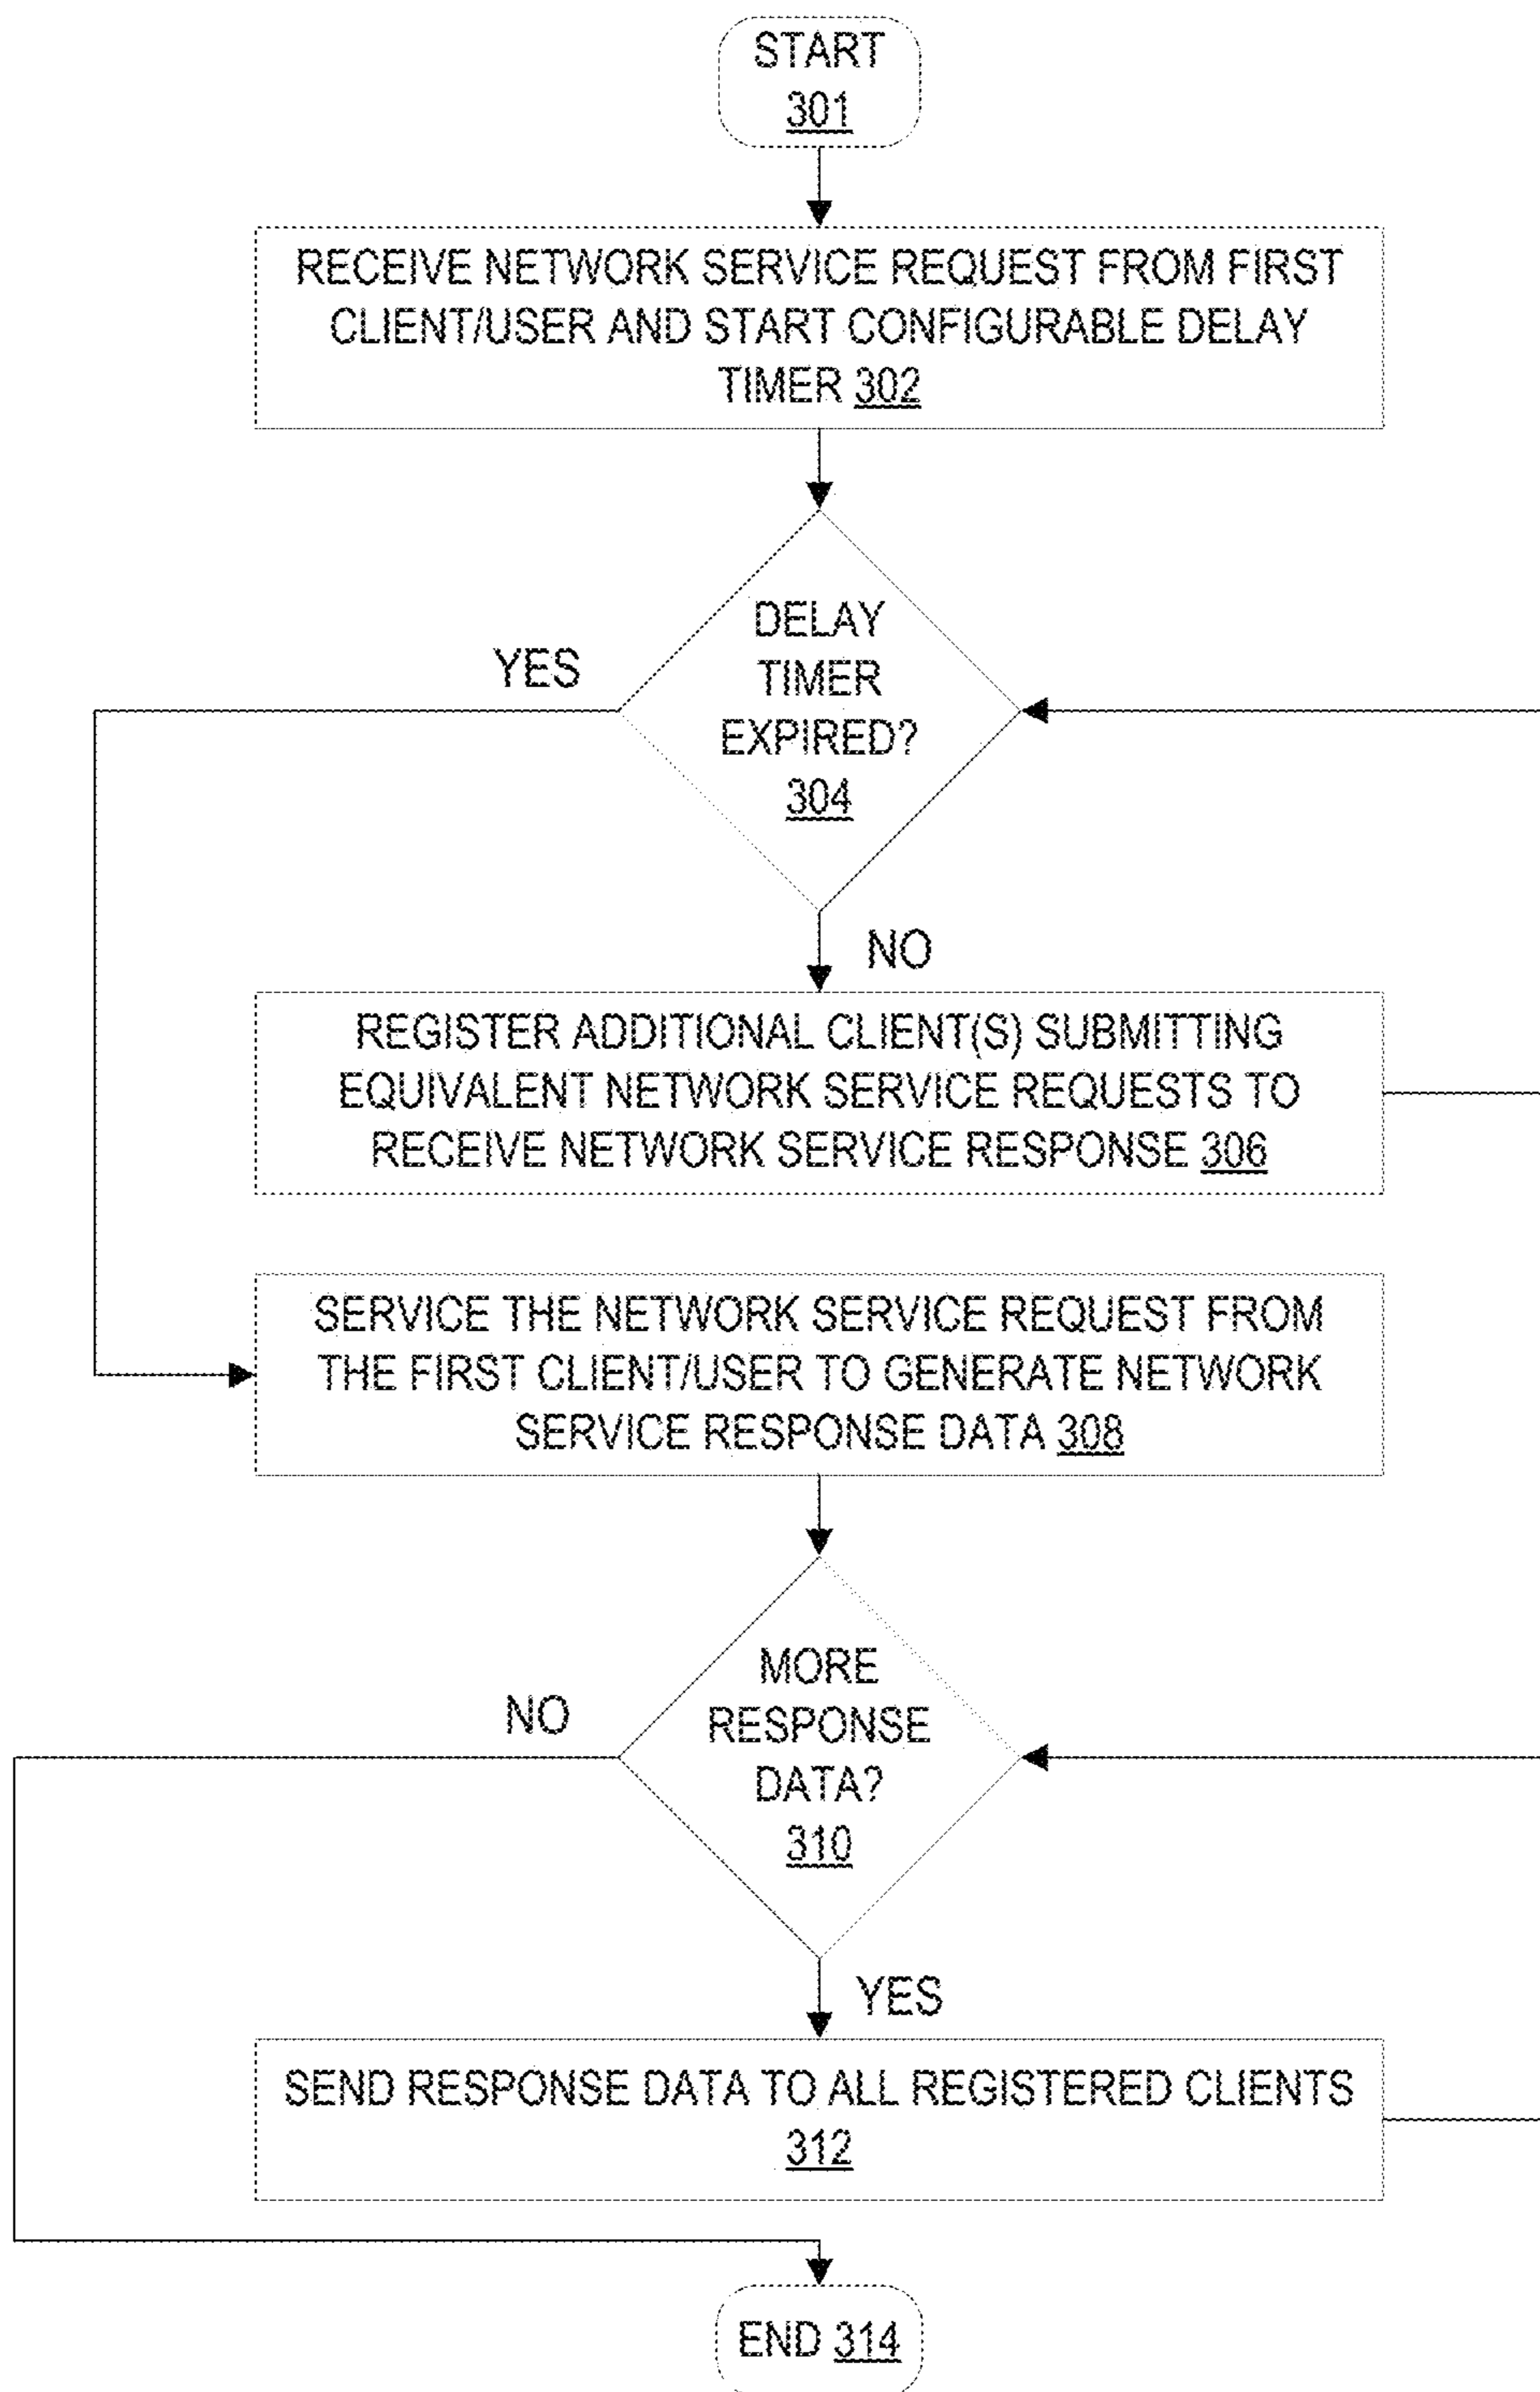 START
301
RECEIVE NETWORK SERVICE REQUEST FROM FIRST
CLIENT/USER AND START CONFIGURABLE DELAY
TIMER 302
DELAY
TIMER
EXPIRED?
304
YES
NO
REGISTER ADDITIONAL CLIENT(S) SUBMITTING
EQUIVALENT NETWORK SERVICE REQUESTS TO
RECEIVE NETWORK SERVICE RESPONSE 306
SERVICE THE NETWORK SERVICE REQUEST FROM
THE FIRST CLIENT/USER TO GENERATE NETWORK
SERVICE RESPONSE DATA 308
MORE
RESPONSE
DATA?
310
NO
YES
SEND RESPONSE DATA TO ALL REGISTERED CLIENTS
312
END 314